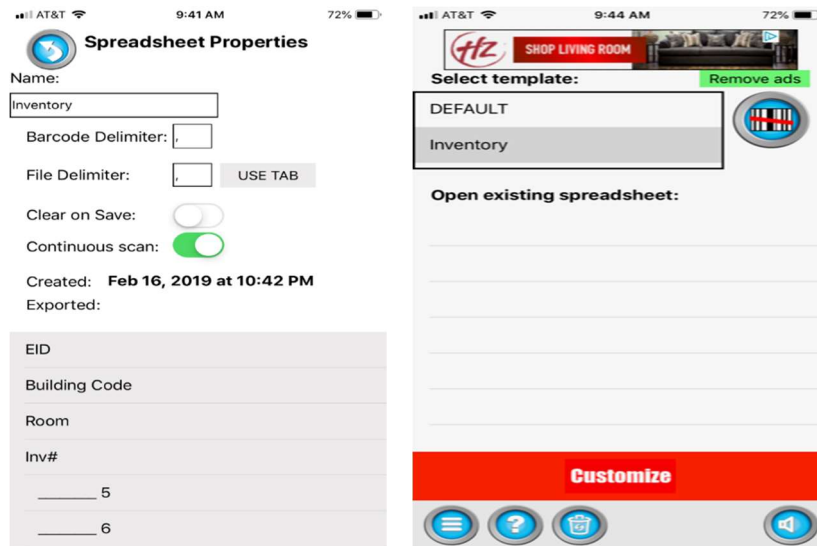 AT&T 9:41 AM 72%
Spreadsheet Properties
Name:
Inventory
Barcode Delimiter: ,
File Delimiter: , USE TAB
Clear on Save:
Continuous scan:
Created: Feb 16, 2019 at 10:42 PM
Exported:
EID
Building Code
Room
Inv#
_______ 5
_______ 6
AT&T 9:44 AM 72%
HZ SHOP LIVING ROOM
Select template: Remove ads
DEFAULT
Inventory
Open existing spreadsheet:
Customize
?